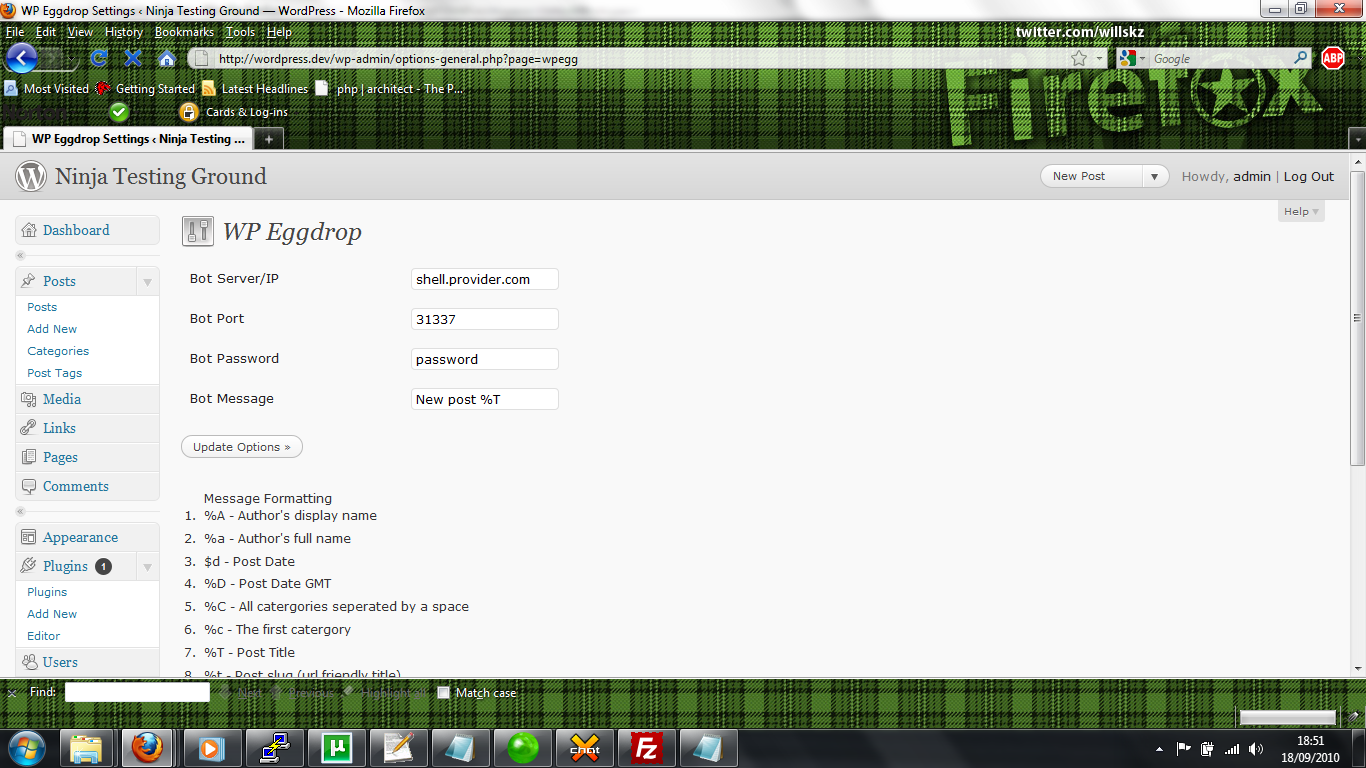 WP Eggdrop Settings ‹ Ninja Testing Ground — WordPress - Mozilla Firefox
File Edit View History Bookmarks Tools Help
twitter.com/willskz
http://wordpress.dev/wp-admin/options-general.php?page=wpegg
Google
ABP
Most Visited Getting Started Latest Headlines php | architect - The P...
Cards & Log-ins
Firefox
WP Eggdrop Settings ‹ Ninja Testing ...
Ninja Testing Ground
New Post
Howdy, admin | Log Out
Help
Dashboard
WP Eggdrop
Posts
Posts
Add New
Categories
Post Tags
Media
Links
Pages
Comments
Appearance
Plugins 1
Plugins
Add New
Editor
Users
Bot Server/IP shell.provider.com
Bot Port 31337
Bot Password password
Bot Message New post %T
Update Options »
Message Formatting
1. %A - Author's display name
2. %a - Author's full name
3. $d - Post Date
4. %D - Post Date GMT
5. %C - All catergories seperated by a space
6. %c - The first catergory
7. %T - Post Title
8. %t - Post slug (url friendly title)
Find: Next Previous Highlight all Match case
µ
chat
Fz
18:51
18/09/2010